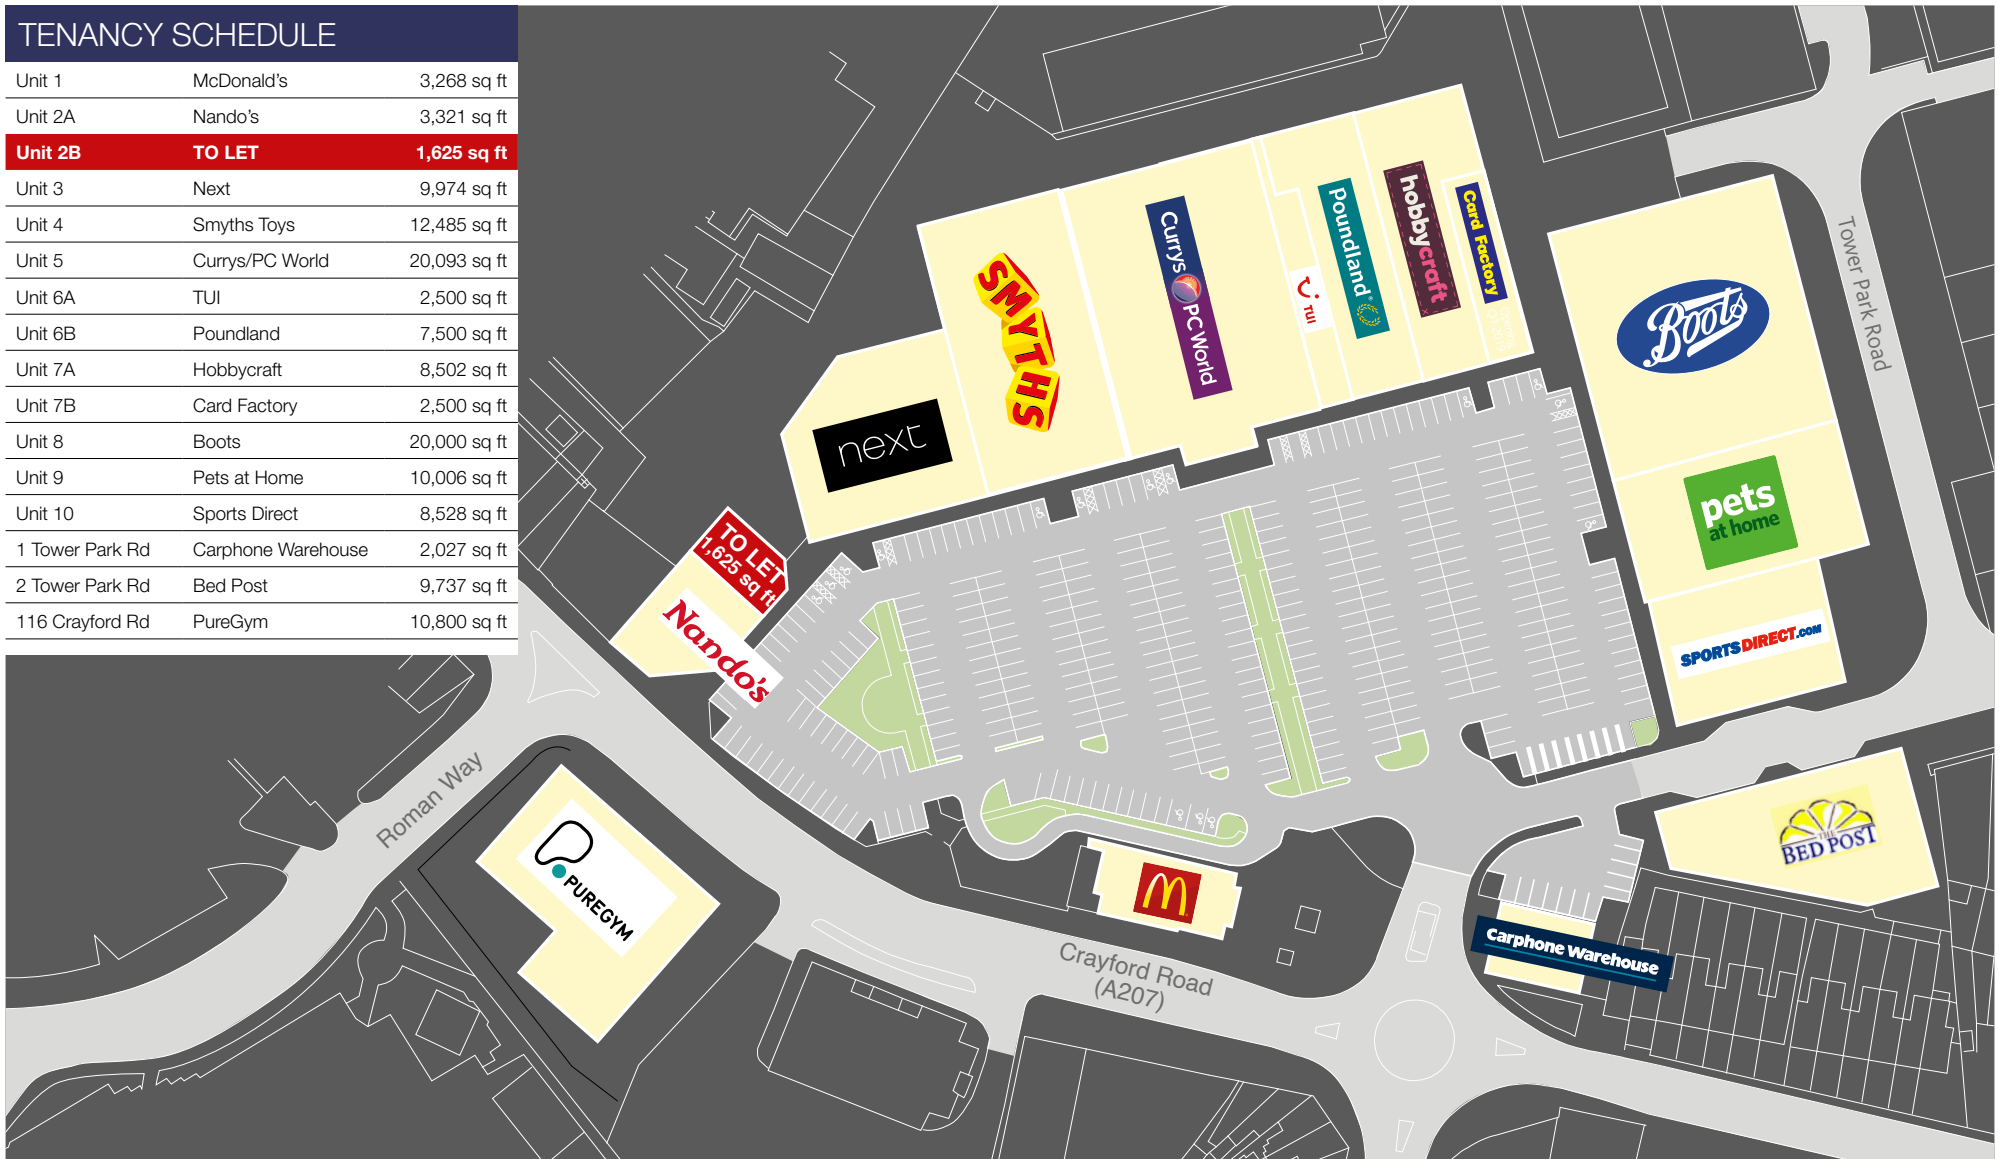 TENANCY SCHEDULE
Unit 1 McDonald’s 3,268 sq ft
Unit 2A Nando’s 3,321 sq ft
Unit 2B TO LET 1,625 sq ft
Unit 3 Next 9,974 sq ft
Unit 4 Smyths Toys 12,485 sq ft
Unit 5 Currys/PC World 20,093 sq ft
Unit 6A TUI 2,500 sq ft
Unit 6B Poundland 7,500 sq ft
Unit 7A Hobbycraft 8,502 sq ft
Unit 7B Card Factory 2,500 sq ft
Unit 8 Boots 20,000 sq ft
Unit 9 Pets at Home 10,006 sq ft
Unit 10 Sports Direct 8,528 sq ft
1 Tower Park Rd Carphone Warehouse 2,027 sq ft
2 Tower Park Rd Bed Post 9,737 sq ft
116 Crayford Rd PureGym 10,800 sq ft
next
SMYTHS
Currys PC World
TUI
Poundland
hobbycraft
Card Factory
Boots
Tower Park Road
pets
at home
SPORTSDIRECT.COM
TO LET
1,625 sq ft
Nando's
Roman Way
PUREGYM
M
Crayford Road
(A207)
THE
BED POST
Carphone Warehouse